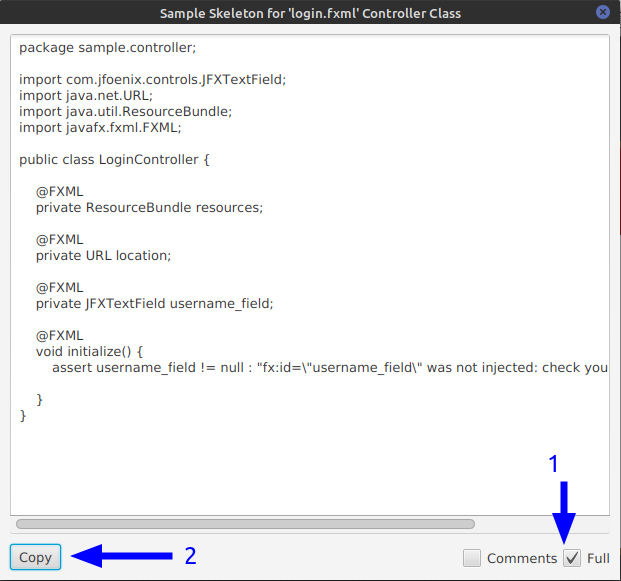 Sample Skeleton for 'login.fxml' Controller Class
package sample.controller;
import com.jfoenix.controls.JFXTextField;
import java.net.URL;
import java.util.ResourceBundle;
import javafx.fxml.FXML;
public class LoginController {
@FXML
private ResourceBundle resources;
@FXML
private URL location;
@FXML
private JFXTextField username_field;
@FXML
void initialize() {
assert username_field != null : "fx:id=\"username_field\" was not injected: check you
}
}
1
Copy
2
Comments
Full